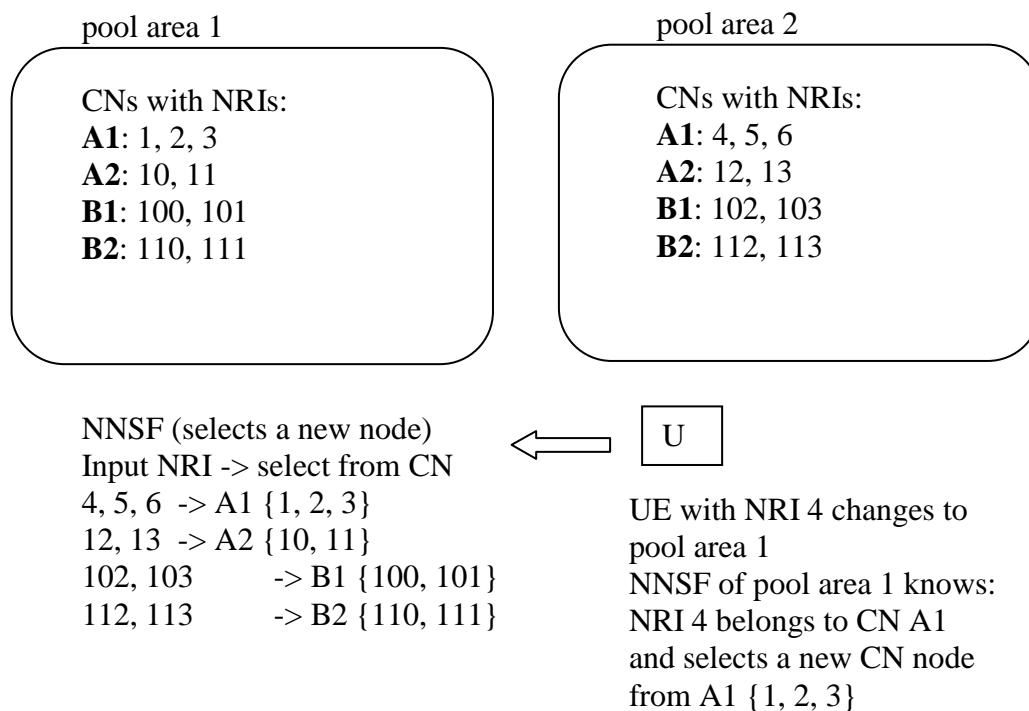 pool area 1
CNs with NRIs:
A1: 1, 2, 3
A2: 10, 11
B1: 100, 101
B2: 110, 111
pool area 2
CNs with NRIs:
A1: 4, 5, 6
A2: 12, 13
B1: 102, 103
B2: 112, 113
NNSF (selects a new node)
Input NRI -> select from CN
4, 5, 6 -> A1 {1, 2, 3}
12, 13 -> A2 {10, 11}
102, 103 -> B1 {100, 101}
112, 113 -> B2 {110, 111}
U
UE with NRI 4 changes to
pool area 1
NNSF of pool area 1 knows:
NRI 4 belongs to CN A1
and selects a new CN node
from A1 {1, 2, 3}